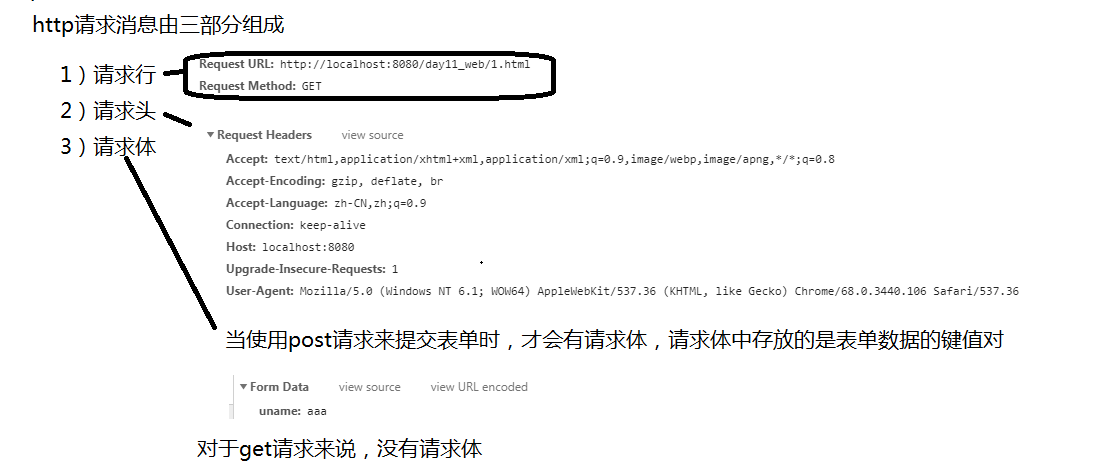 http请求消息由三部分组成
1）请求行
Request URL: http://localhost:8080/day11_web/1.html
Request Method: GET
2）请求头
Request Headers view source
3）请求体
Accept: text/html,application/xhtml+xml,application/xml;q=0.9,image/webp,image/apng,*/*;q=0.8
Accept-Encoding: gzip, deflate, br
Accept-Language: zh-CN,zh;q=0.9
Connection: keep-alive
Host: localhost:8080
Upgrade-Insecure-Requests: 1
User-Agent: Mozilla/5.0 (Windows NT 6.1; WOW64) AppleWebKit/537.36 (KHTML, like Gecko) Chrome/68.0.3440.106 Safari/537.36
当使用post请求来提交表单时，才会有请求体，请求体中存放的是表单数据的键值对
Form Data view source view URL encoded
uname: aaa
对于get请求来说，没有请求体